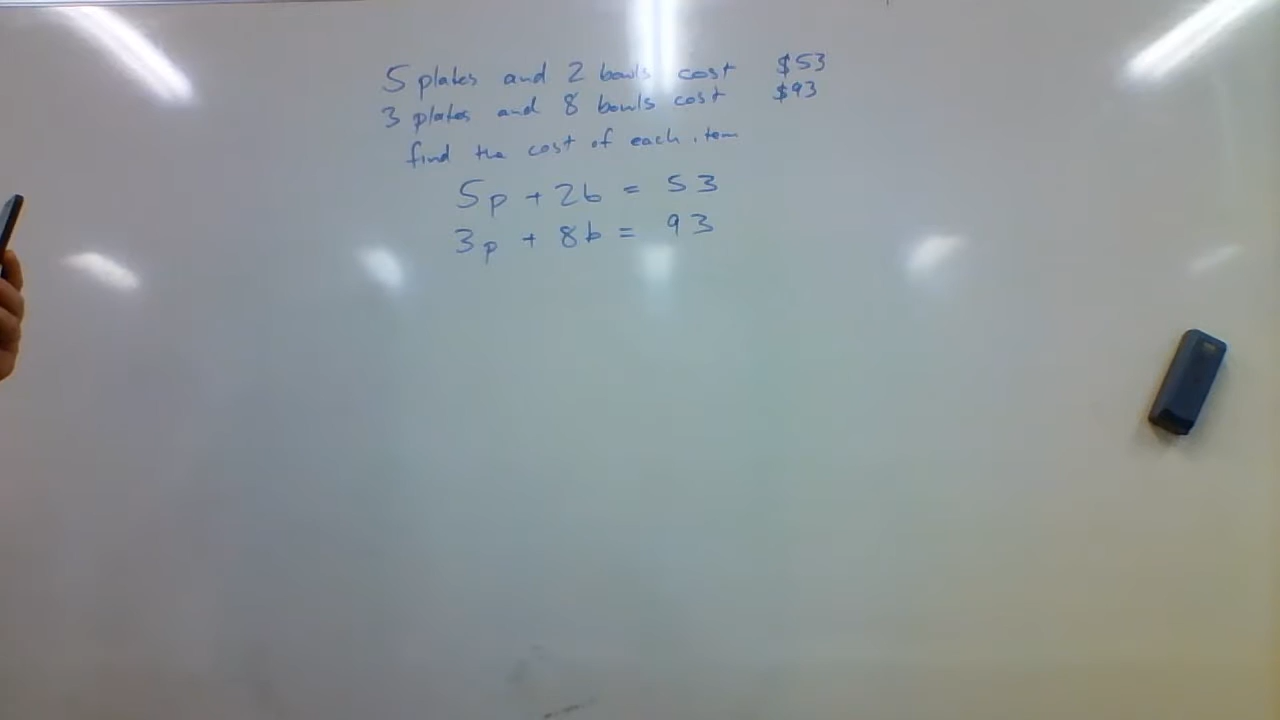 5 plates and 2 bowls cost $53
3 plates and 8 bowls cost $93
find the cost of each item
5p + 2b = 53
3p + 8b = 93